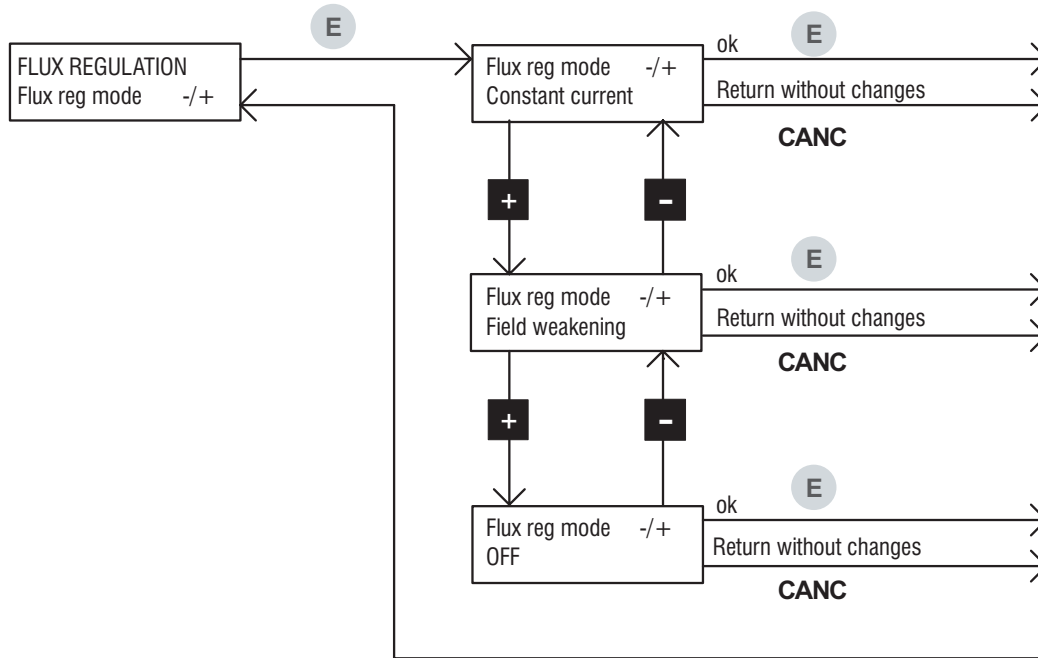 E
FLUX REGULATION
Flux reg mode -/+
Flux reg mode -/+
Constant current
ok
E
Return without changes
CANC
+
-
Flux reg mode -/+
Field weakening
ok
E
Return without changes
CANC
+
-
Flux reg mode -/+
OFF
ok
E
Return without changes
CANC